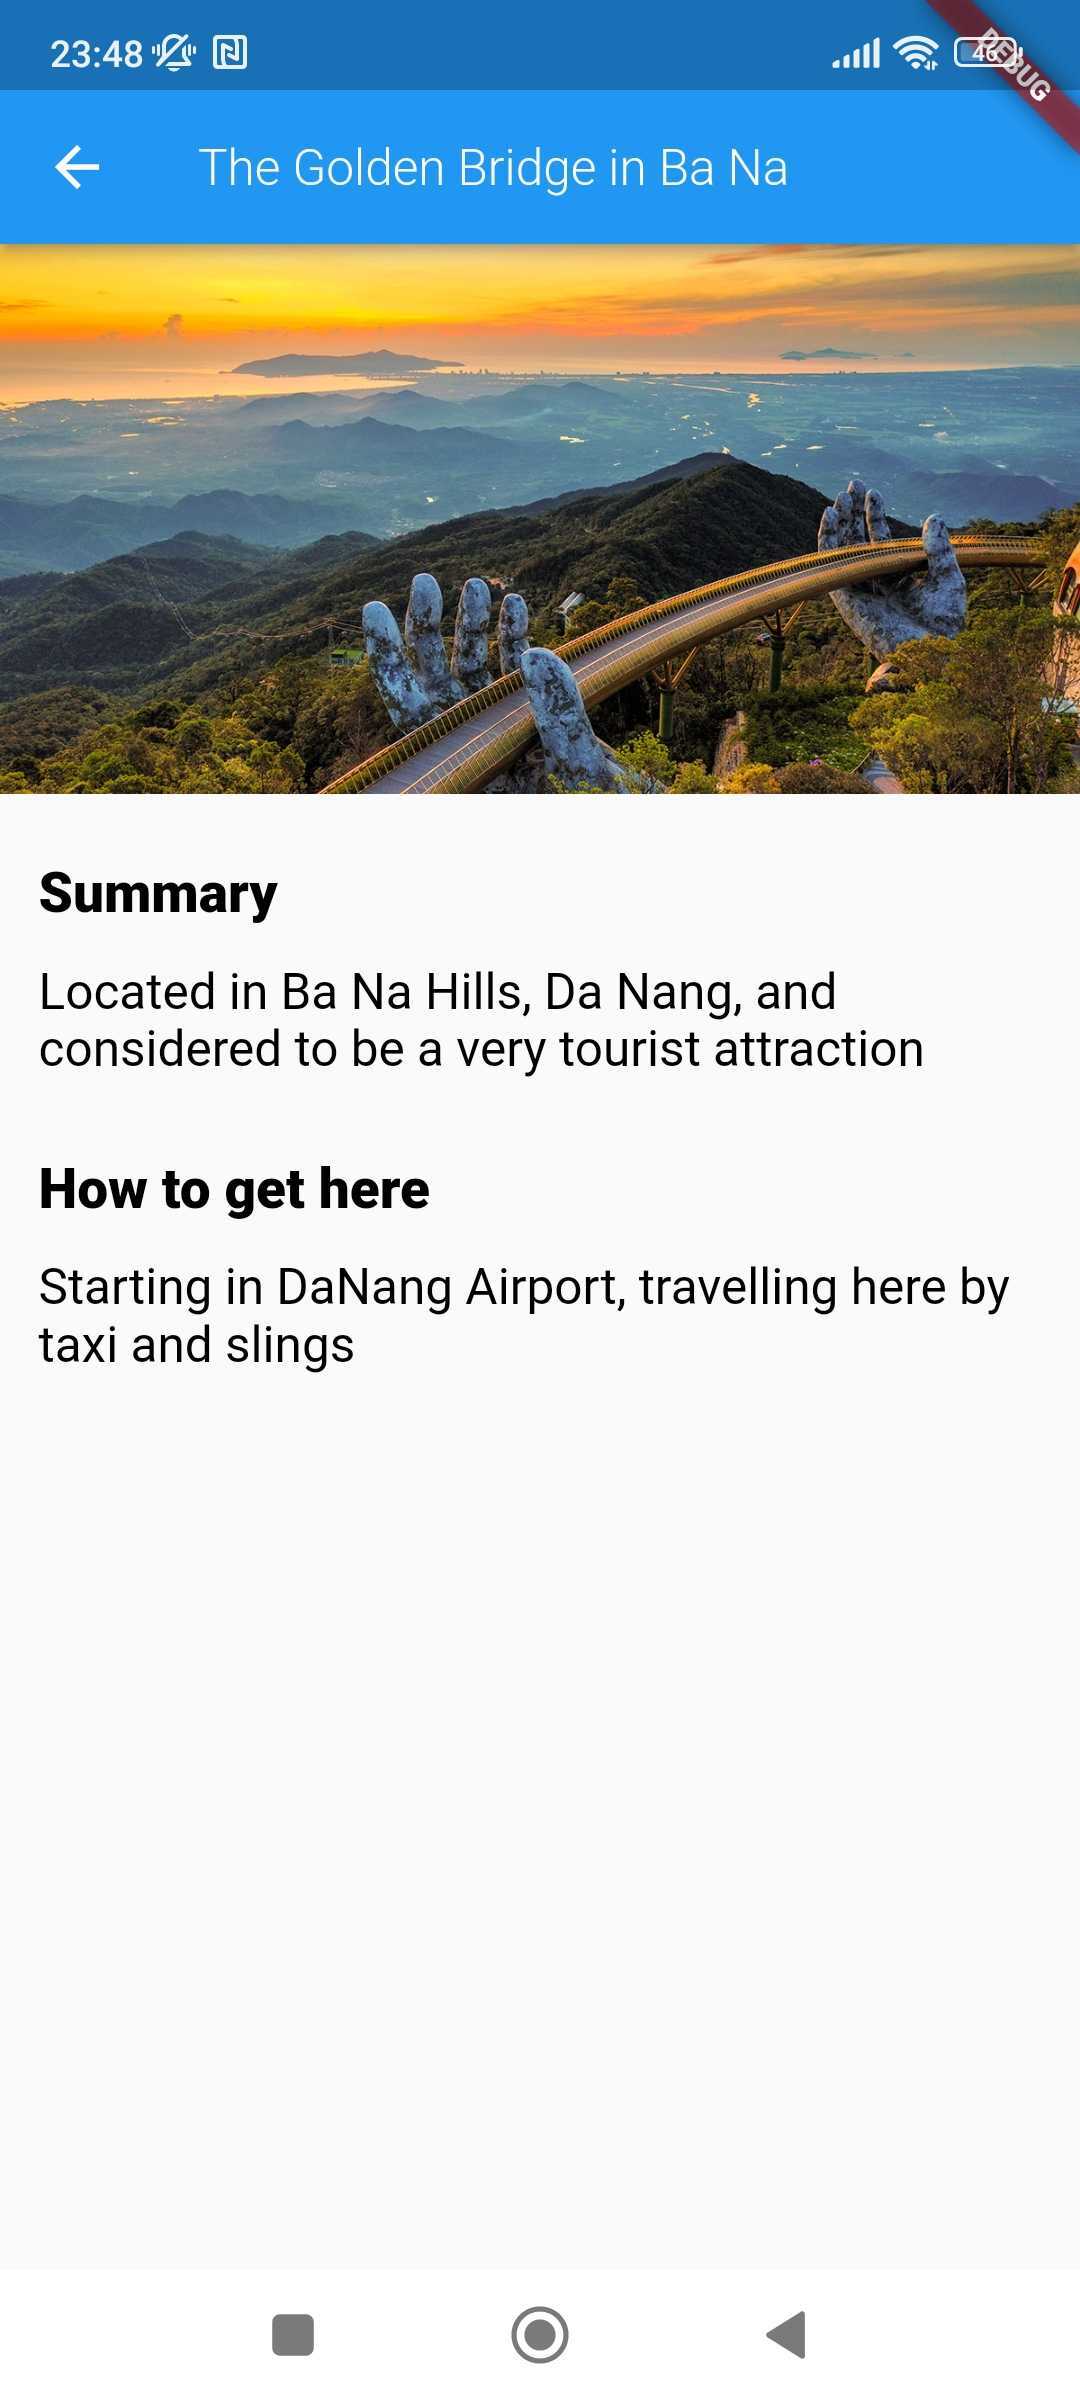 23:48
46
DEBUG
The Golden Bridge in Ba Na
Summary
Located in Ba Na Hills, Da Nang, and
considered to be a very tourist attraction
How to get here
Starting in DaNang Airport, travelling here by
taxi and slings